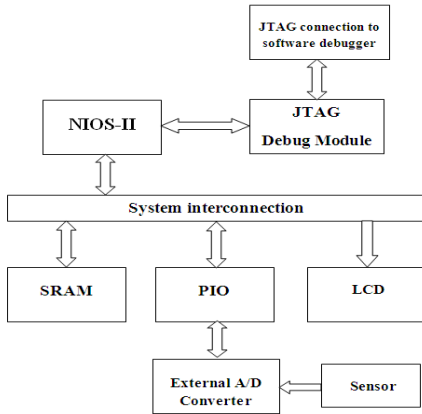 JTAG connection to
software debugger
NIOS-II
JTAG
Debug Module
System interconnection
SRAM
PIO
LCD
External A/D
Converter
Sensor